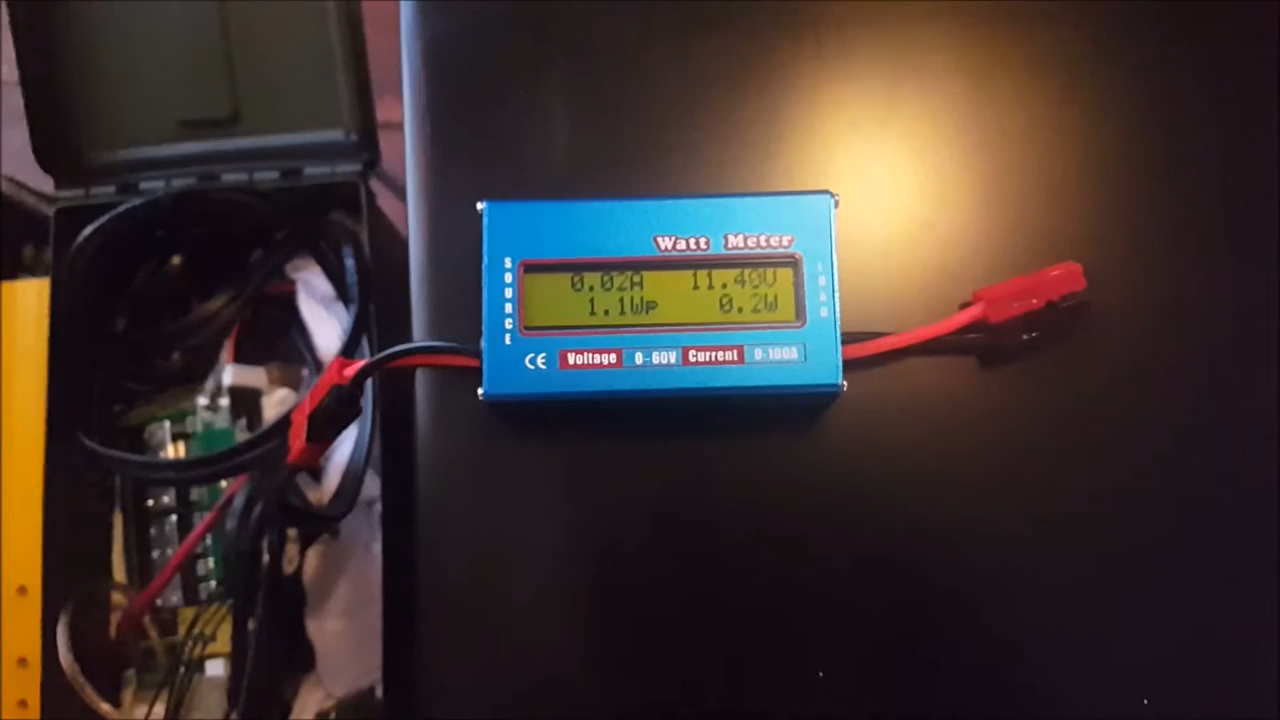 Watt Meter
SOURCE
0.02A 11.40V
1.1Wp 0.2W
LOAD
CE Voltage 0-60V Current 0-100A